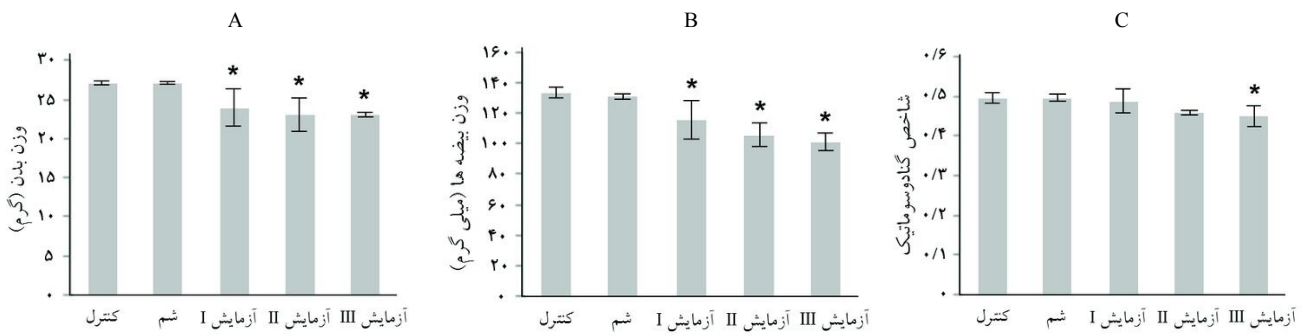 A
وزن بدن (گرم)
۳۰
۲۵
۲۰
۱۵
۱۰
۵
۰
* * *
کنترل شم آزمایش I آزمایش II آزمایش III
B
وزن بیضه ها (میلی گرم)
۱۶۰
۱۴۰
۱۲۰
۱۰۰
۸۰
۶۰
۴۰
۲۰
۰
* * *
کنترل شم آزمایش I آزمایش II آزمایش III
C
شاخص گنادوسوماتیک
۰/۶
۰/۵
۰/۴
۰/۳
۰/۲
۰/۱
۰
*
کنترل شم آزمایش I آزمایش II آزمایش III